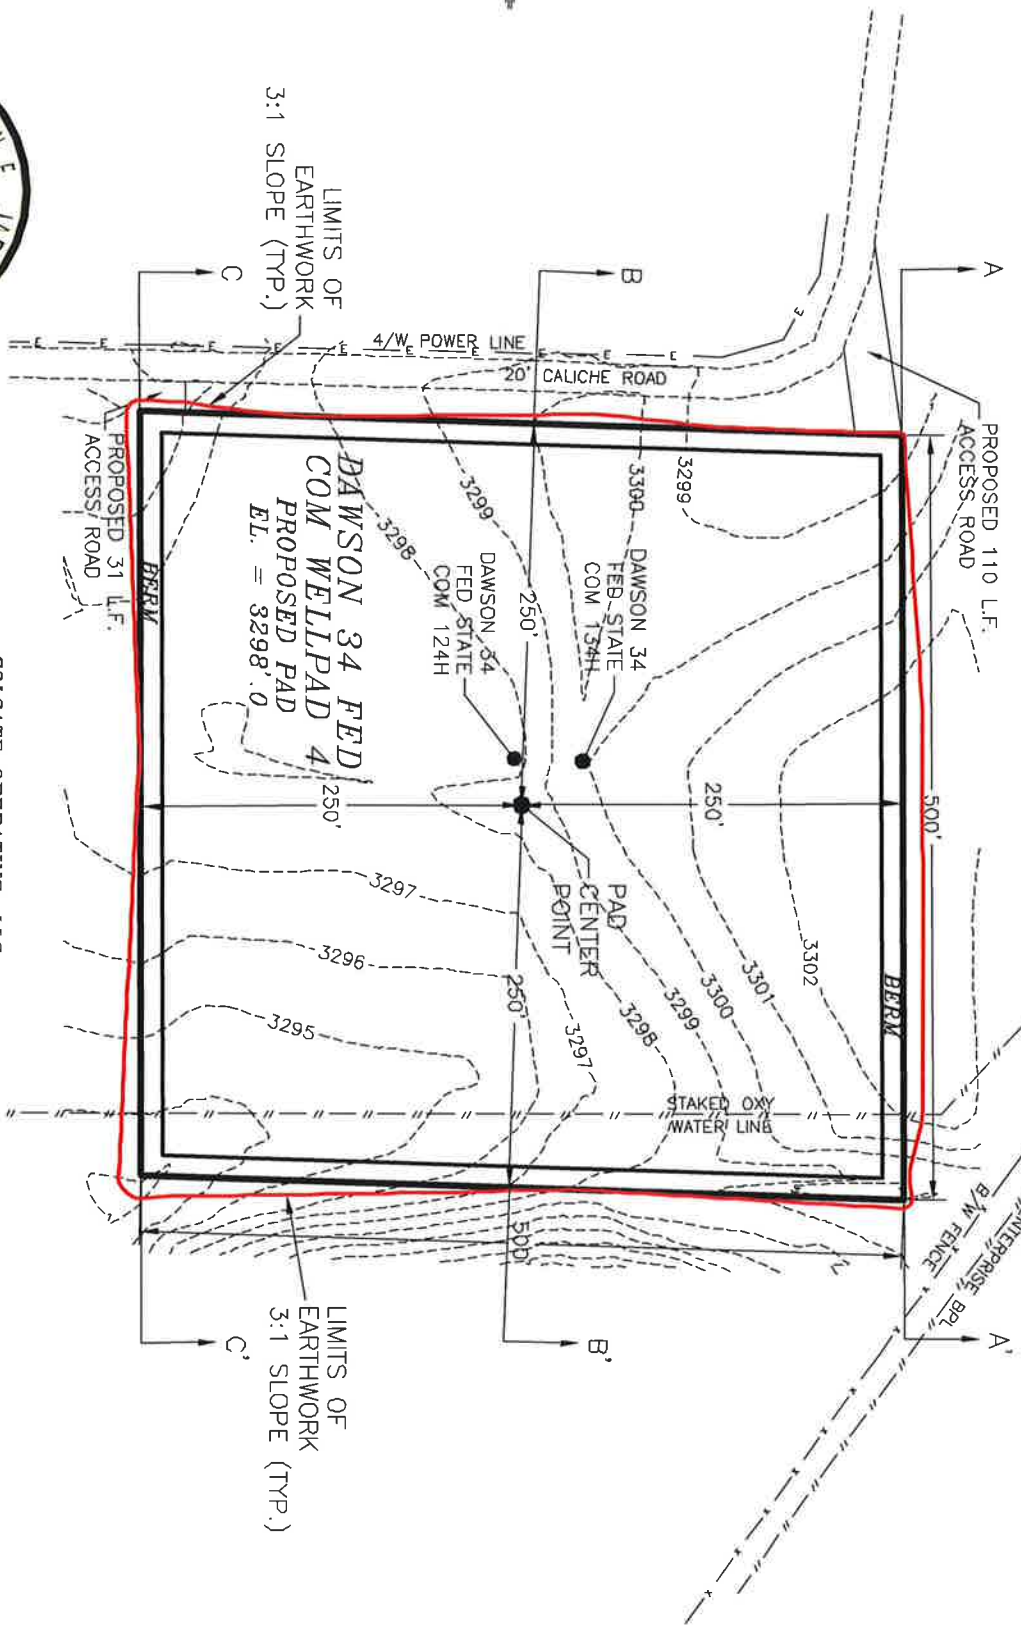 A
A'
PROPOSED 110 L.F.
ACCESS ROAD
500'
BERM
B/W FENCE
ENTERPRISE BPL
3302
3301
3300
3299
3298
3297
3299
3300
250'
STAKED OXY
WATER LINE
4/W POWER LINE
20' CALICHE ROAD
E
E
E
E
E
E
E
E
E
DAWSON 34
FED STATE
COM 134H
DAWSON 34
FED STATE
COM 124H
PAD
CENTER
POINT
B
B'
250'
250'
3299
3298
DAWSON 34 FED
COM WELLPAD 4
PROPOSED PAD
EL. = 3298'.0
250'
3297
3296
3295
500'
LIMITS OF
EARTHWORK
3:1 SLOPE (TYP.)
LIMITS OF
EARTHWORK
3:1 SLOPE (TYP.)
C
C'
BERM
PROPOSED 31 L.F.
ACCESS ROAD